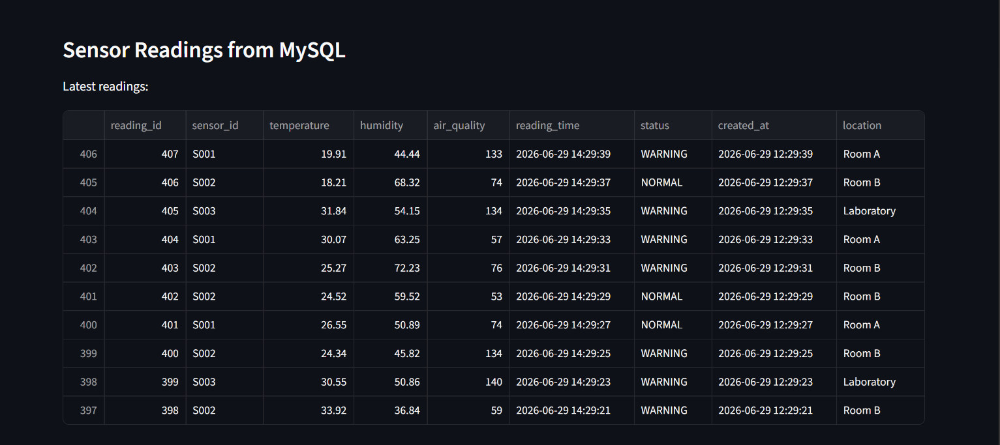 Sensor Readings from MySQL
Latest readings:
reading_id sensor_id temperature humidity air_quality reading_time status created_at location
406 407 S001 19.91 44.44 133 2026-06-29 14:29:39 WARNING 2026-06-29 12:29:39 Room A
405 406 S002 18.21 68.32 74 2026-06-29 14:29:37 NORMAL 2026-06-29 12:29:37 Room B
404 405 S003 31.84 54.15 134 2026-06-29 14:29:35 WARNING 2026-06-29 12:29:35 Laboratory
403 404 S001 30.07 63.25 57 2026-06-29 14:29:33 WARNING 2026-06-29 12:29:33 Room A
402 403 S002 25.27 72.23 76 2026-06-29 14:29:31 WARNING 2026-06-29 12:29:31 Room B
401 402 S002 24.52 59.52 53 2026-06-29 14:29:29 NORMAL 2026-06-29 12:29:29 Room B
400 401 S001 26.55 50.89 74 2026-06-29 14:29:27 NORMAL 2026-06-29 12:29:27 Room A
399 400 S002 24.34 45.82 134 2026-06-29 14:29:25 WARNING 2026-06-29 12:29:25 Room B
398 399 S003 30.55 50.86 140 2026-06-29 14:29:23 WARNING 2026-06-29 12:29:23 Laboratory
397 398 S002 33.92 36.84 59 2026-06-29 14:29:21 WARNING 2026-06-29 12:29:21 Room B